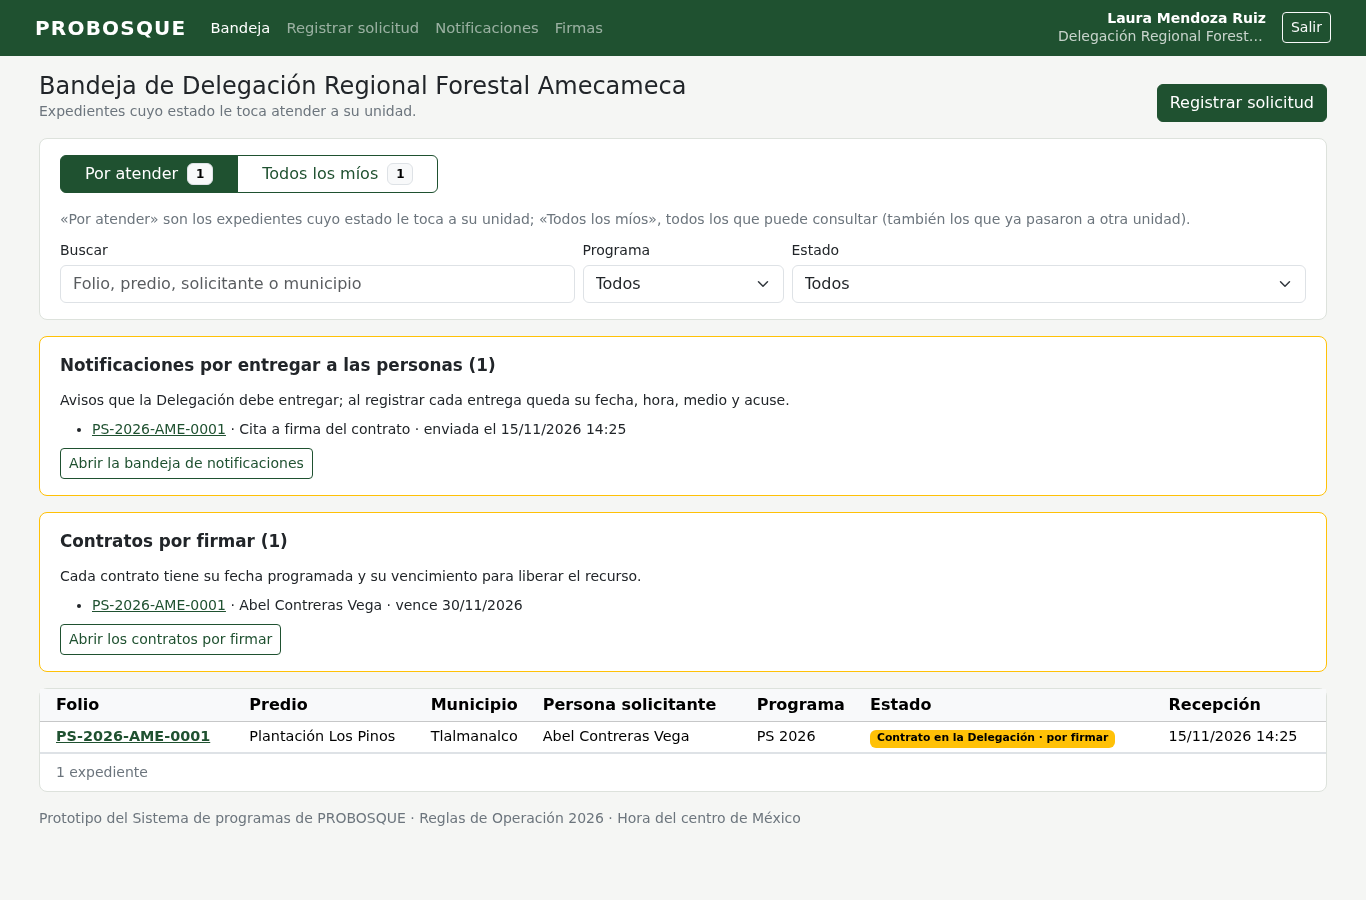 PROBOSQUE Bandeja Registrar solicitud Notificaciones Firmas
Laura Mendoza Ruiz
Delegación Regional Forest...
Salir
Bandeja de Delegación Regional Forestal Amecameca
Expedientes cuyo estado le toca atender a su unidad.
Registrar solicitud
Por atender 1 Todos los míos 1
«Por atender» son los expedientes cuyo estado le toca a su unidad; «Todos los míos», todos los que puede consultar (también los que ya pasaron a otra unidad).
Buscar Programa Estado
Folio, predio, solicitante o municipio Todos Todos
Notificaciones por entregar a las personas (1)
Avisos que la Delegación debe entregar; al registrar cada entrega queda su fecha, hora, medio y acuse.
• PS-2026-AME-0001 · Cita a firma del contrato · enviada el 15/11/2026 14:25
Abrir la bandeja de notificaciones
Contratos por firmar (1)
Cada contrato tiene su fecha programada y su vencimiento para liberar el recurso.
• PS-2026-AME-0001 · Abel Contreras Vega · vence 30/11/2026
Abrir los contratos por firmar
Folio Predio Municipio Persona solicitante Programa Estado Recepción
PS-2026-AME-0001 Plantación Los Pinos Tlalmanalco Abel Contreras Vega PS 2026 Contrato en la Delegación · por firmar 15/11/2026 14:25
1 expediente
Prototipo del Sistema de programas de PROBOSQUE · Reglas de Operación 2026 · Hora del centro de México